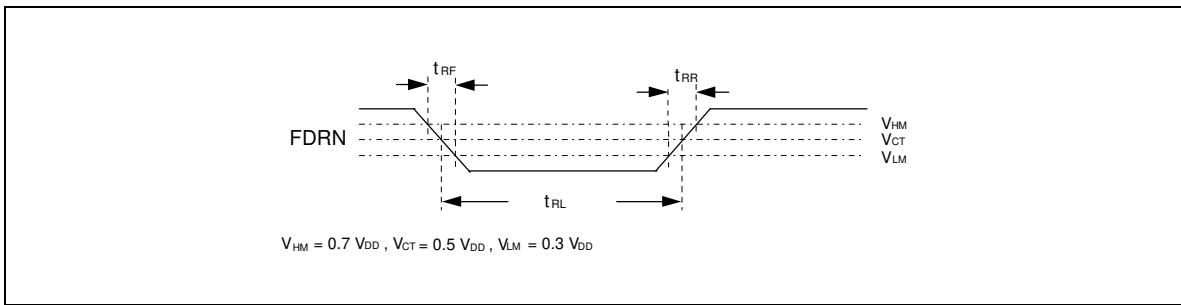 tRF
tRR
FDRN
VHM
VCT
VLM
tRL
VHM = 0.7 VDD , VCT = 0.5 VDD , VLM = 0.3 VDD